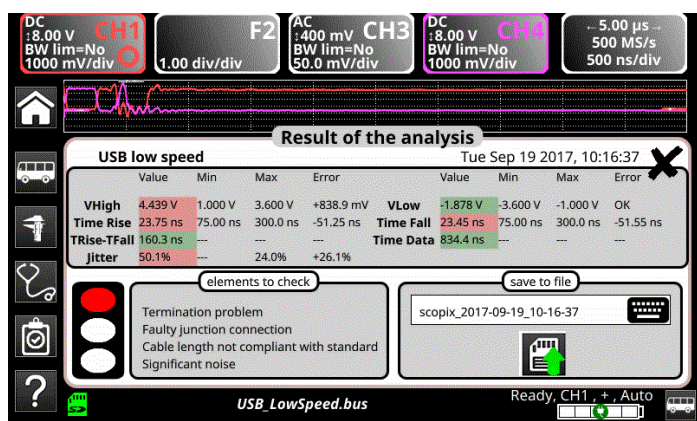 DC
↕8.00 V
CH1
BW lim=No
1000 mV/div
F2
1.00 div/div
AC
↕400 mV
CH3
BW lim=No
50.0 mV/div
DC
↕8.00 V
CH4
BW lim=No
1000 mV/div
←5.00 µs→
500 MS/s
500 ns/div
Result of the analysis
USB low speed
Tue Sep 19 2017, 10:16:37
Value Min Max Error Value Min Max Error
VHigh 4.439 V 1.000 V 3.600 V +838.9 mV VLow -1.878 V -3.600 V -1.000 V OK
Time Rise 23.75 ns 75.00 ns 300.0 ns -51.25 ns Time Fall 23.45 ns 75.00 ns 300.0 ns -51.55 ns
TRise-TFall 160.3 ns --- --- --- Time Data 834.4 ns --- --- ---
Jitter 50.1% --- 24.0% +26.1%
elements to check
Termination problem
Faulty junction connection
Cable length not compliant with standard
Significant noise
save to file
scopix_2017-09-19_10-16-37
?
SD
USB_LowSpeed.bus
Ready, CH1 , + , Auto